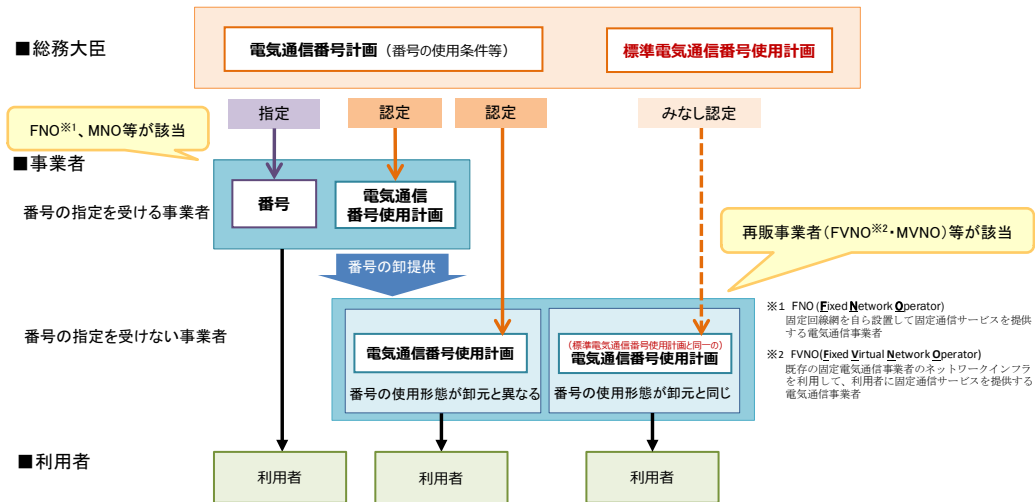 ■総務大臣
電気通信番号計画（番号の使用条件等）
標準電気通信番号使用計画
指定
認定
認定
みなし認定
FNO※1、MNO等が該当
■事業者
番号の指定を受ける事業者
番号
電気通信
番号使用計画
再販事業者（FVNO※2・MVNO）等が該当
番号の卸提供
番号の指定を受けない事業者
電気通信番号使用計画
番号の使用形態が卸元と異なる
（標準電気通信番号使用計画と同一の）
電気通信番号使用計画
番号の使用形態が卸元と同じ
※1 FNO（Fixed Network Operator）
固定回線網を自ら設置して固定通信サービスを提供
する電気通信事業者
※2 FVNO(Fixed Virtual Network Operator)
既存の固定電気通信事業者のネットワークインフラ
を利用して、利用者に固定通信サービスを提供する
電気通信事業者
■利用者
利用者
利用者
利用者